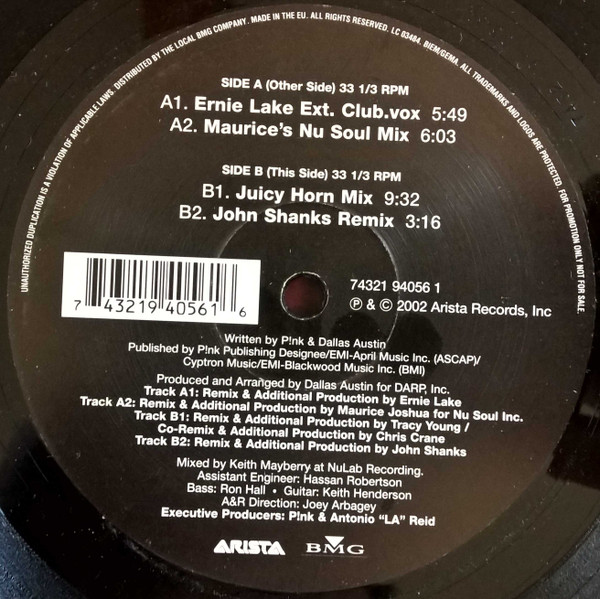 UNAUTHORIZED DUPLICATION IS A VIOLATION OF APPLICABLE LAWS. DISTRIBUTED BY THE LOCAL BMG COMPANY. MADE IN THE EU. ALL RIGHTS RESERVED. LC 03484. BIEM/GEMA. ALL TRADEMARKS AND LOGOS ARE PROTECTED. FOR PROMOTION ONLY NOT FOR SALE.
SIDE A (Other Side) 33 1/3 RPM
A1. Ernie Lake Ext. Club.vox 5:49
A2. Maurice's Nu Soul Mix 6:03
SIDE B (This Side) 33 1/3 RPM
B1. Juicy Horn Mix 9:32
B2. John Shanks Remix 3:16
7 43219 40561 6
74321 94056 1
℗ & © 2002 Arista Records, Inc
Written by P!nk & Dallas Austin
Published by P!nk Publishing Designee/EMI-April Music Inc. (ASCAP)/
Cyptron Music/EMI-Blackwood Music Inc. (BMI)
Produced and Arranged by Dallas Austin for DARP, Inc.
Track A1: Remix & Additional Production by Ernie Lake
Track A2: Remix & Additional Production by Maurice Joshua for Nu Soul Inc.
Track B1: Remix & Additional Production by Tracy Young /
Co-Remix & Additional Production by Chris Crane
Track B2: Remix & Additional Production by John Shanks
Mixed by Keith Mayberry at NuLab Recording.
Assistant Engineer: Hassan Robertson
Bass: Ron Hall • Guitar: Keith Henderson
A&R Direction: Joey Arbagey
Executive Producers: P!nk & Antonio "LA" Reid
ARISTA BMG